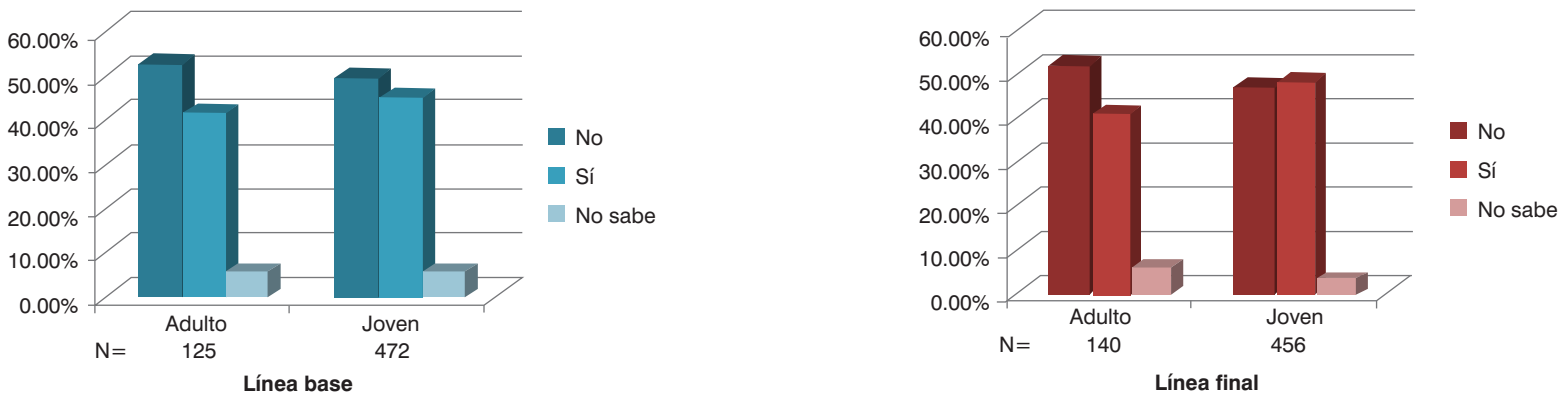 60.00%
50.00%
40.00%
30.00%
20.00%
10.00%
0.00%
Adulto Joven
N= 125 472
Línea base
No
Sí
No sabe
60.00%
50.00%
40.00%
30.00%
20.00%
10.00%
0.00%
Adulto Joven
N= 140 456
Línea final
No
Sí
No sabe